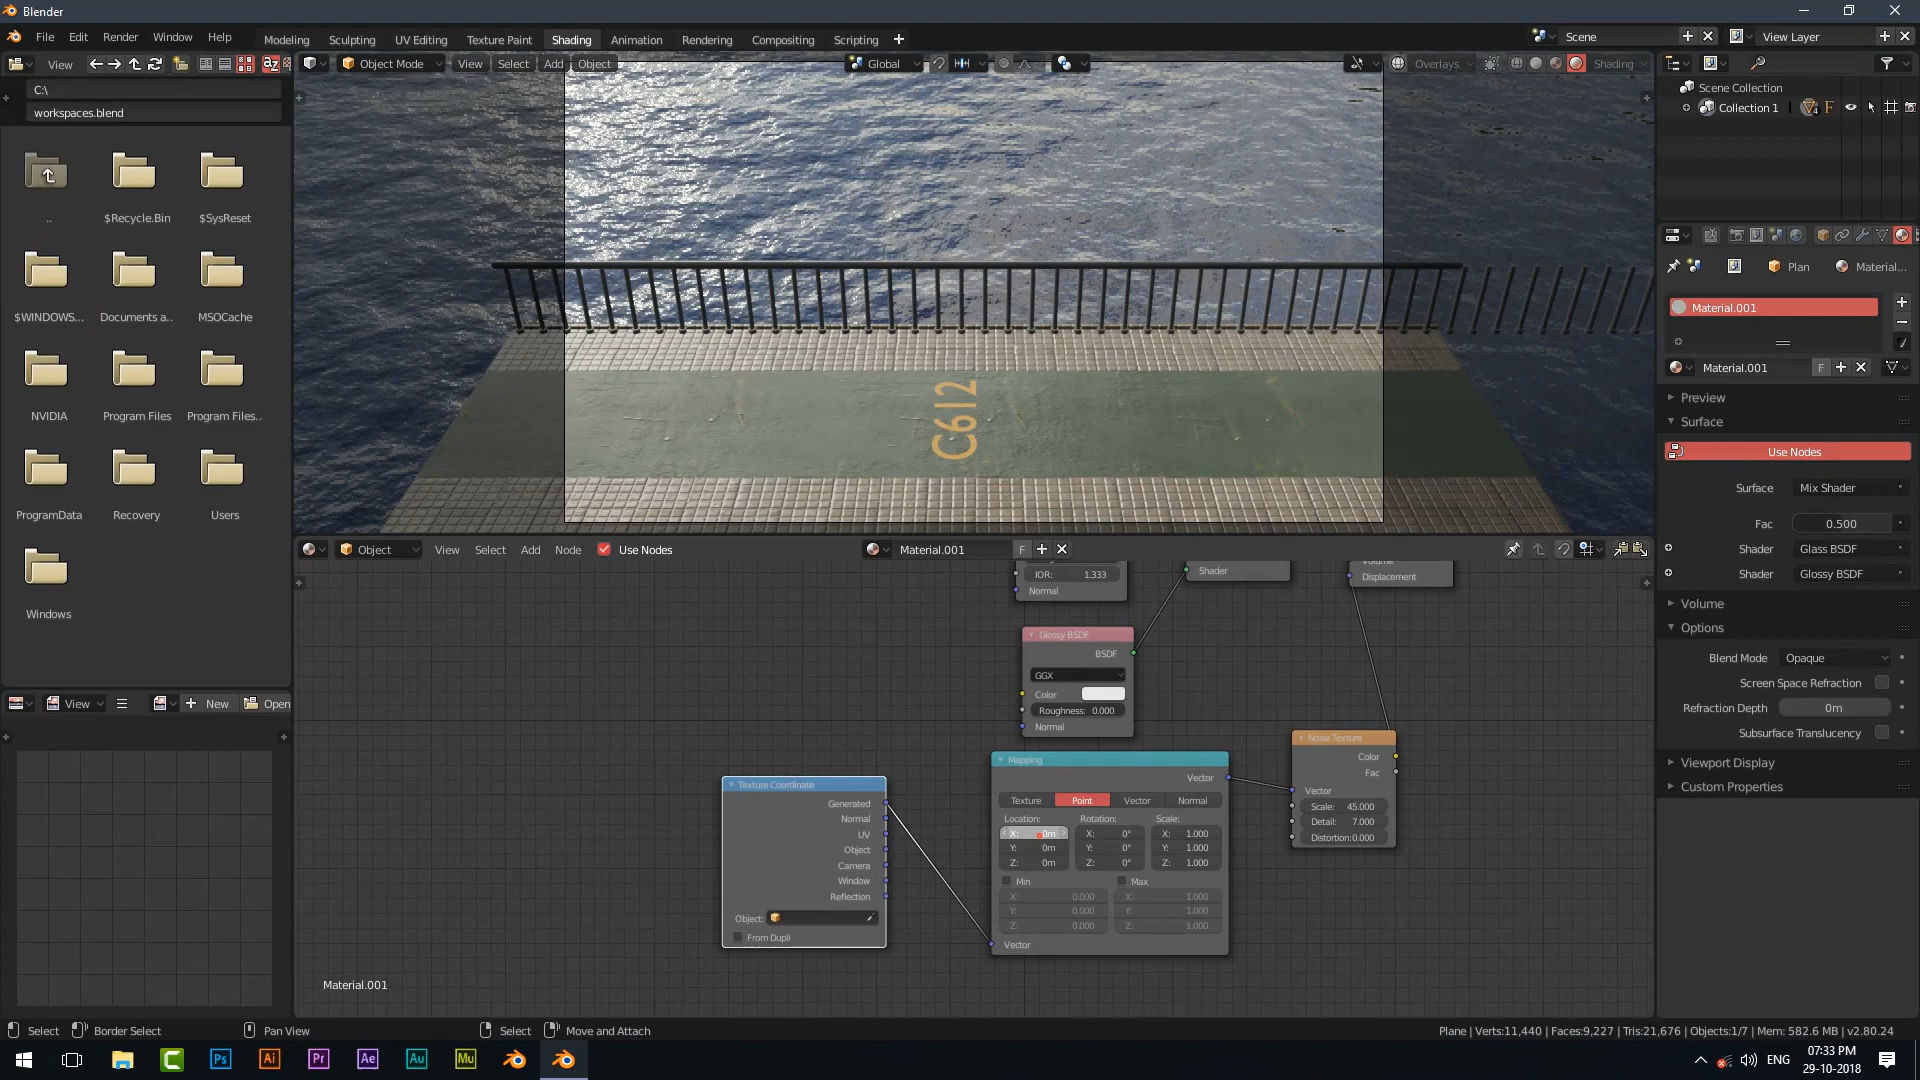 Blender
File Edit Render Window Help
Modeling Sculpting UV Editing Texture Paint Shading Animation Rendering Compositing Scripting
Scene View Layer
View
Object Mode View Select Add Object Global Overlays Shading
C:\
workspaces.blend
..
$Recycle.Bin
$SysReset
$WINDOWS...
Documents a..
MSOCache
NVIDIA
Program Files
Program Files..
ProgramData
Recovery
Users
Windows
View New Open
C612
Object View Select Add Node Use Nodes Material.001 F
IOR: 1.333
Normal
Shader
Displacement
Glossy BSDF
BSDF
GGX
Color
Roughness: 0.000
Normal
Texture Coordinate
Generated
Normal
UV
Object
Camera
Window
Reflection
Object:
From Dupli
Mapping
Vector
Texture Point Vector Normal
Location: Rotation: Scale:
X: 0m X: 0° X: 1.000
Y: 0m Y: 0° Y: 1.000
Z: 0m Z: 0° Z: 1.000
Min Max
X: 0.000 X: 1.000
Y: 0.000 Y: 1.000
Z: 0.000 Z: 1.000
Vector
Noise Texture
Color
Fac
Vector
Scale: 45.000
Detail: 7.000
Distortion:0.000
Material.001
Scene Collection
Collection 1
Plan Material...
Material.001
Material.001 F
Preview
Surface
Use Nodes
Surface Mix Shader
Fac 0.500
Shader Glass BSDF
Shader Glossy BSDF
Volume
Options
Blend Mode Opaque
Screen Space Refraction
Refraction Depth 0m
Subsurface Translucency
Viewport Display
Custom Properties
Select Border Select Pan View Select Move and Attach
Plane | Verts:11,440 | Faces:9,227 | Tris:21,676 | Objects:1/7 | Mem: 582.6 MB | v2.80.24
Ps Ai Pr Ae Au Mu
ENG
07:33 PM
29-10-2018